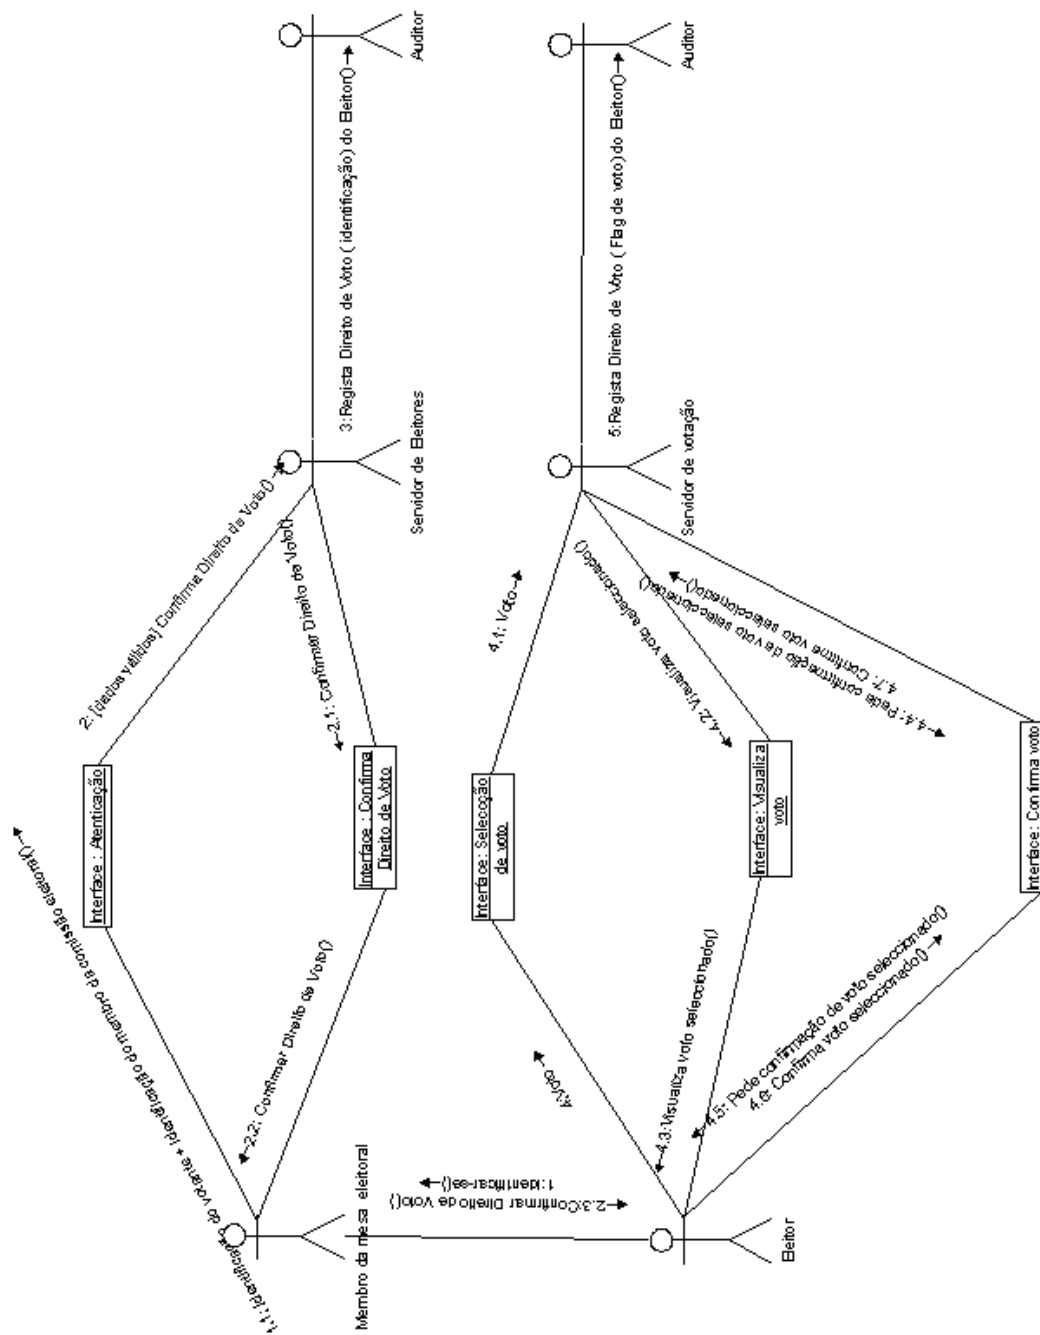 1.1: Identificação do votante + identificação do membro da comissão eleitoral()
Interface : Atenticação
2: [dados válidos] Confirma Direito de Voto()
2.1: Confirmar Direito de Voto()
Interface : Confirma
Direito de Voto
2.2: Confirmar Direito de Voto()
Membro da mesa eleitoral
Servidor de Eleitores
3:Regista Direito de Voto ( identificação) do Eleitor()
Auditor
1: Identificar-se()
2.3:Confirmar Direito de Voto()
Eleitor
4:Voto
Interface: Selecção
de voto
4.1: Voto
4.2: Visualiza voto seleccionado()
Interface: Visualiza
voto
4.3:Visualiza voto seleccionado()
4.4: Pede confirmação de voto seleccionado()
4.7: Confirma voto seleccionado()
Interface: Confirma voto
4.5: Pede confirmação de voto seleccionado()
4.6: Confirma voto seleccionado()
Servidor de votação
5:Regista Direito de Voto ( Flag de voto) do Eleitor()
Auditor